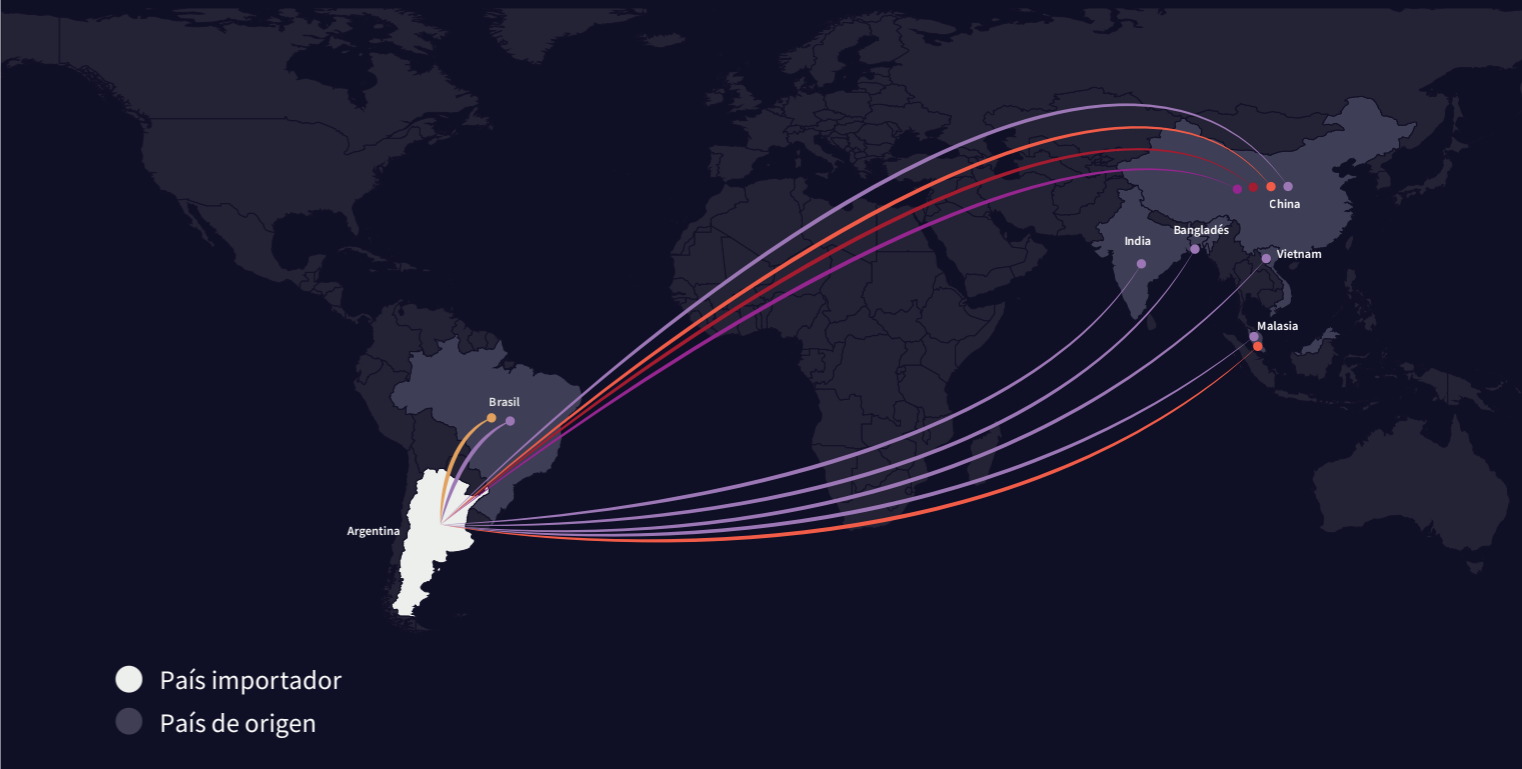 China
Bangladés
India
Vietnam
Malasia
Brasil
Argentina
País importador
País de origen